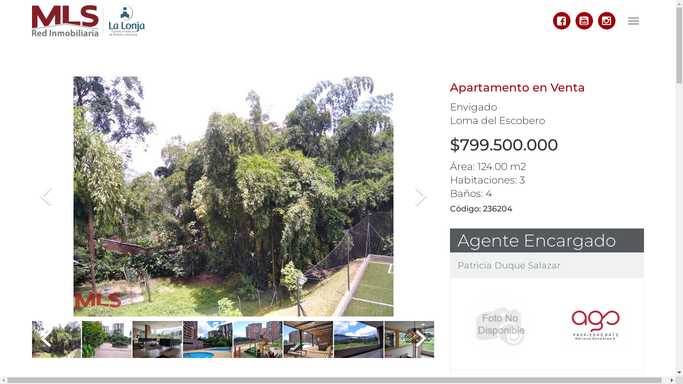 MLS
Red Inmobiliaria
La Lonja
Apartamento en Venta
Envigado
Loma del Escobero
$799.500.000
Área: 124.00 m2
Habitaciones: 3
Baños: 4
Código: 236204
MLS
Agente Encargado
Patricia Duque Salazar
Foto No
Disponible
ago